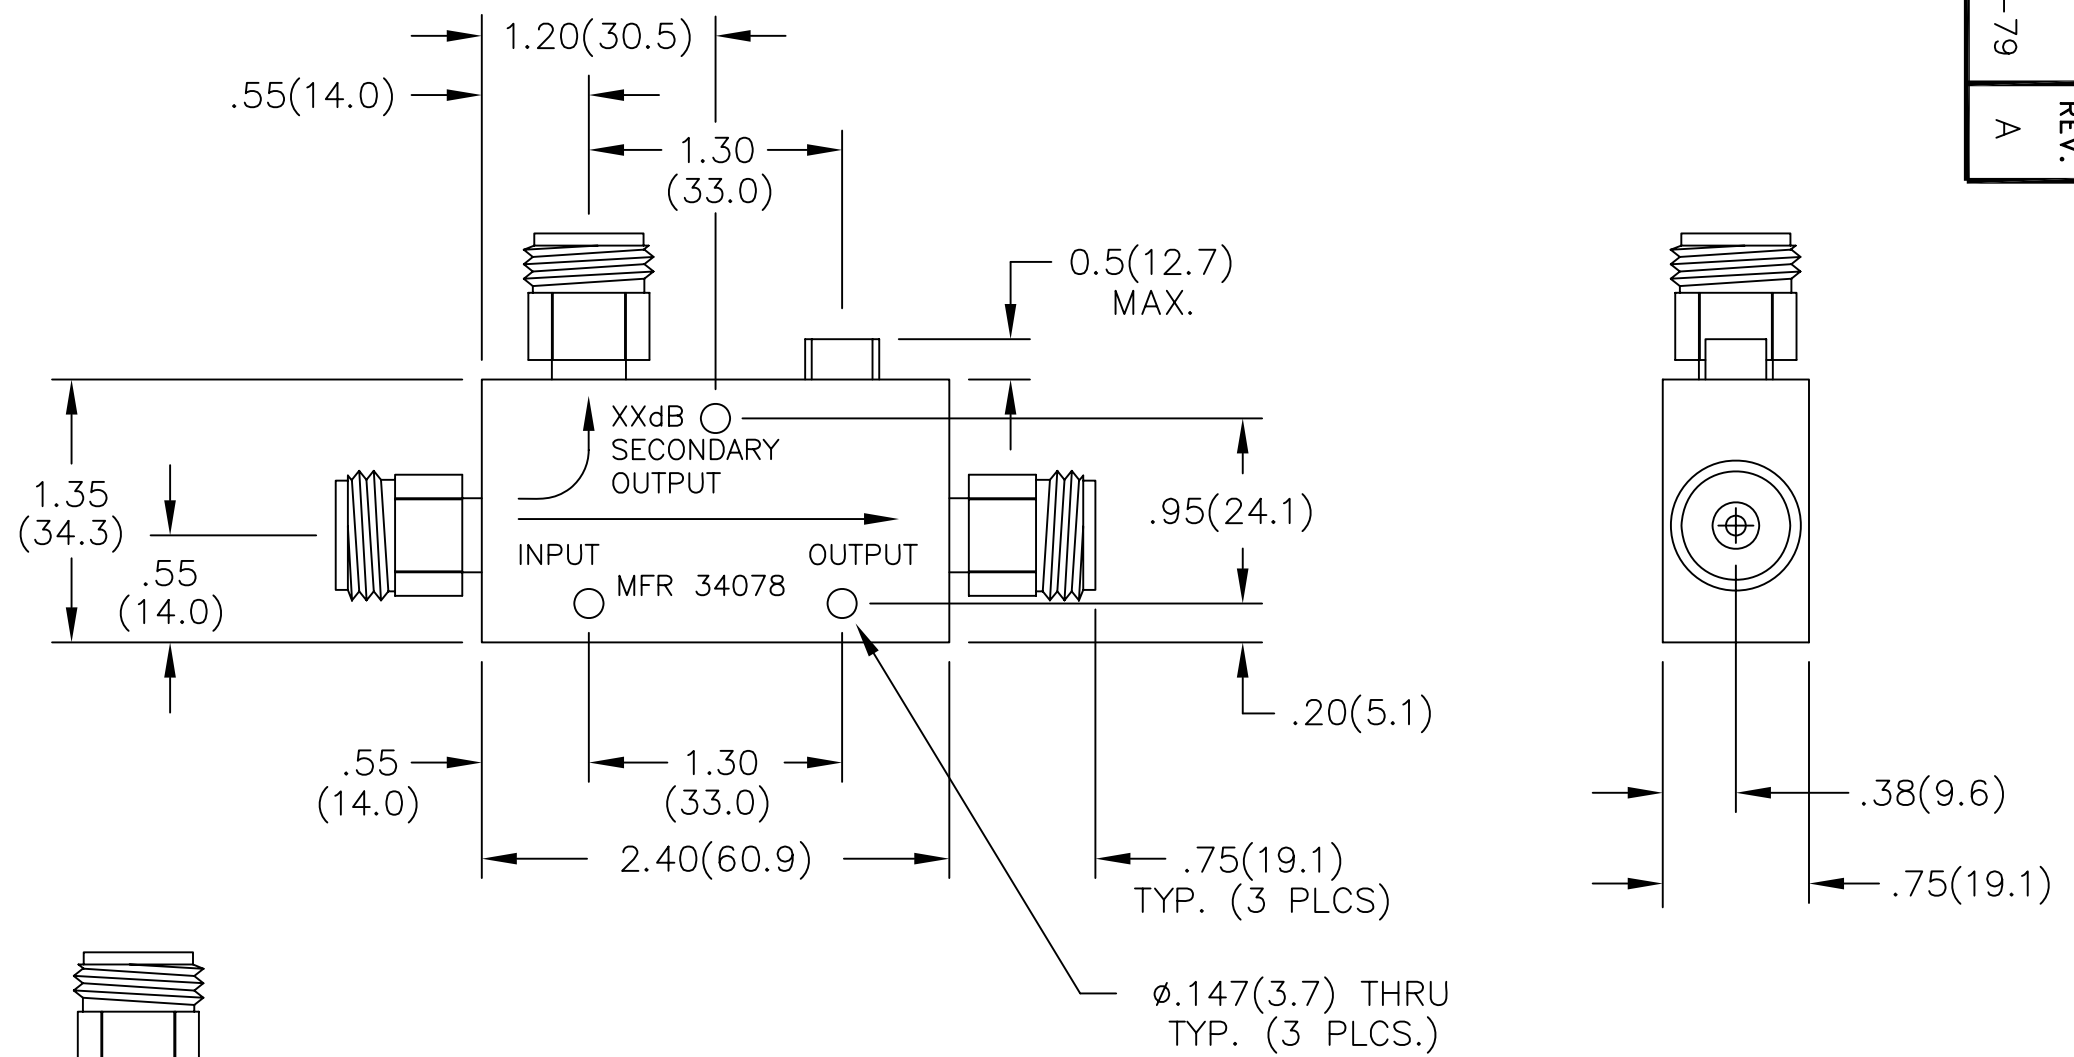 1.20(30.5)
.55(14.0)
1.30
(33.0)
0.5(12.7)
MAX.
-79
REV.
A
XXdB
SECONDARY
OUTPUT
1.35
(34.3)
.55
(14.0)
INPUT
OUTPUT
MFR 34078
.95(24.1)
.20(5.1)
.55
(14.0)
1.30
(33.0)
2.40(60.9)
.75(19.1)
TYP. (3 PLCS)
.38(9.6)
.75(19.1)
ø.147(3.7) THRU
TYP. (3 PLCS.)